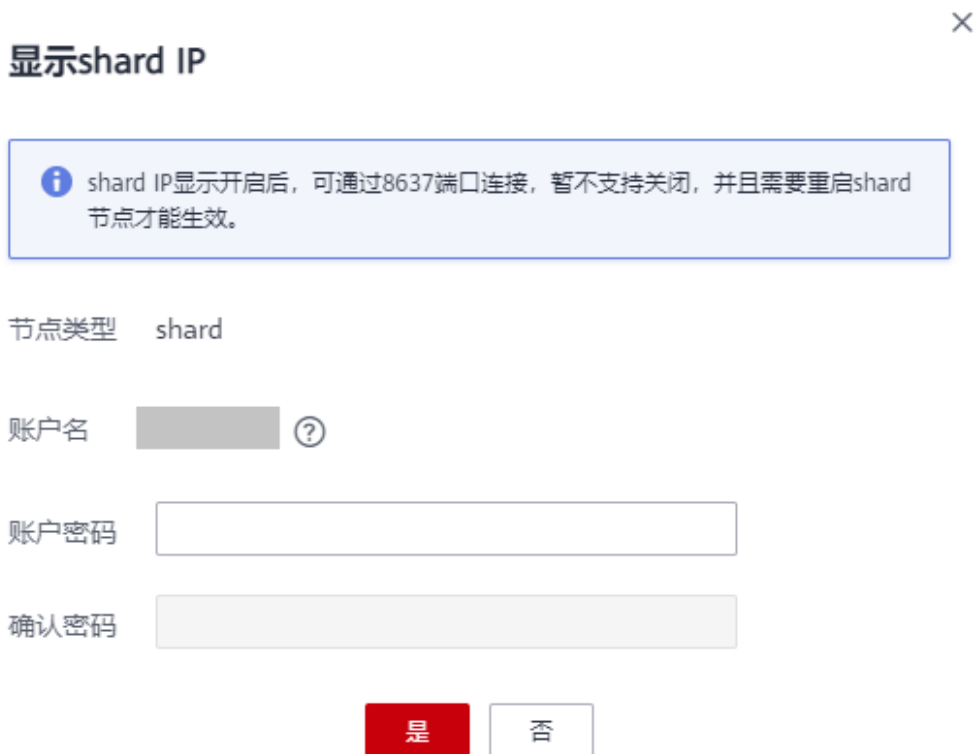 显示shard IP
shard IP显示开启后，可通过8637端口连接，暂不支持关闭，并且需要重启shard
节点才能生效。
节点类型 shard
账户名
账户密码
确认密码
是 否